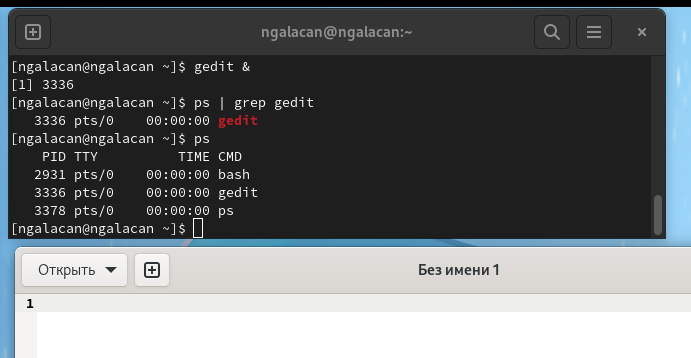 ngalacan@ngalacan:~
[ngalacan@ngalacan ~]$ gedit &
[1] 3336
[ngalacan@ngalacan ~]$ ps | grep gedit
   3336 pts/0    00:00:00 gedit
[ngalacan@ngalacan ~]$ ps
    PID TTY          TIME CMD
   2931 pts/0    00:00:00 bash
   3336 pts/0    00:00:00 gedit
   3378 pts/0    00:00:00 ps
[ngalacan@ngalacan ~]$
Открыть Без имени 1
1